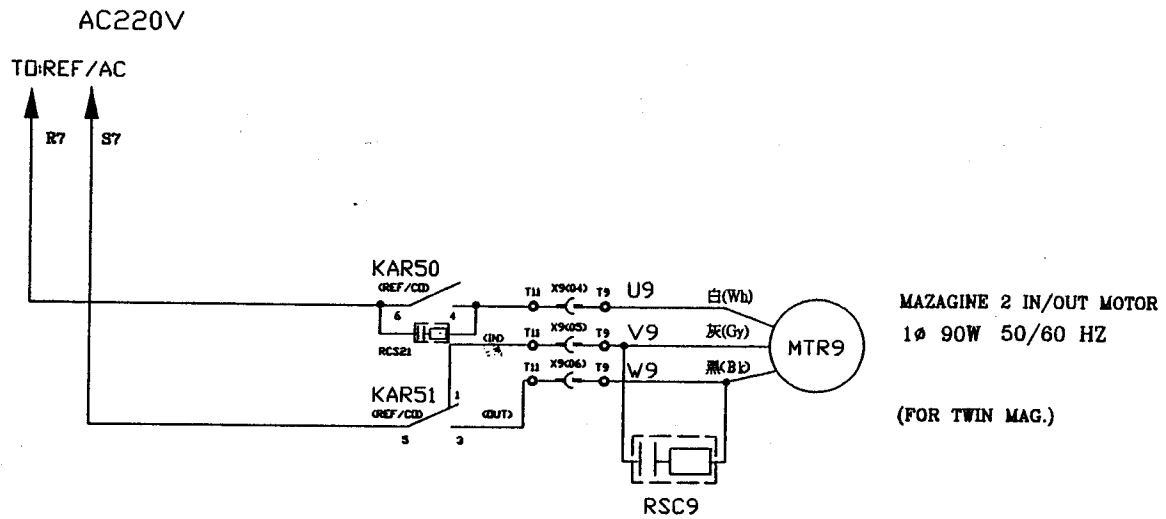 AC220V
TO:REF/AC
R7
S7
KAR50
(REF/CD)
6
4
T11
X9(04)
T9
U9
白(Wh)
RCS21
(IN)
T11
X9(05)
T9
V9
灰(Gy)
MTR9
T11
X9(06)
T9
W9
黑(Bk)
KAR51
(REF/CD)
1
5
3
(OUT)
RSC9
MAZAGINE 2 IN/OUT MOTOR
1ø 90W 50/60 HZ
(FOR TWIN MAG.)